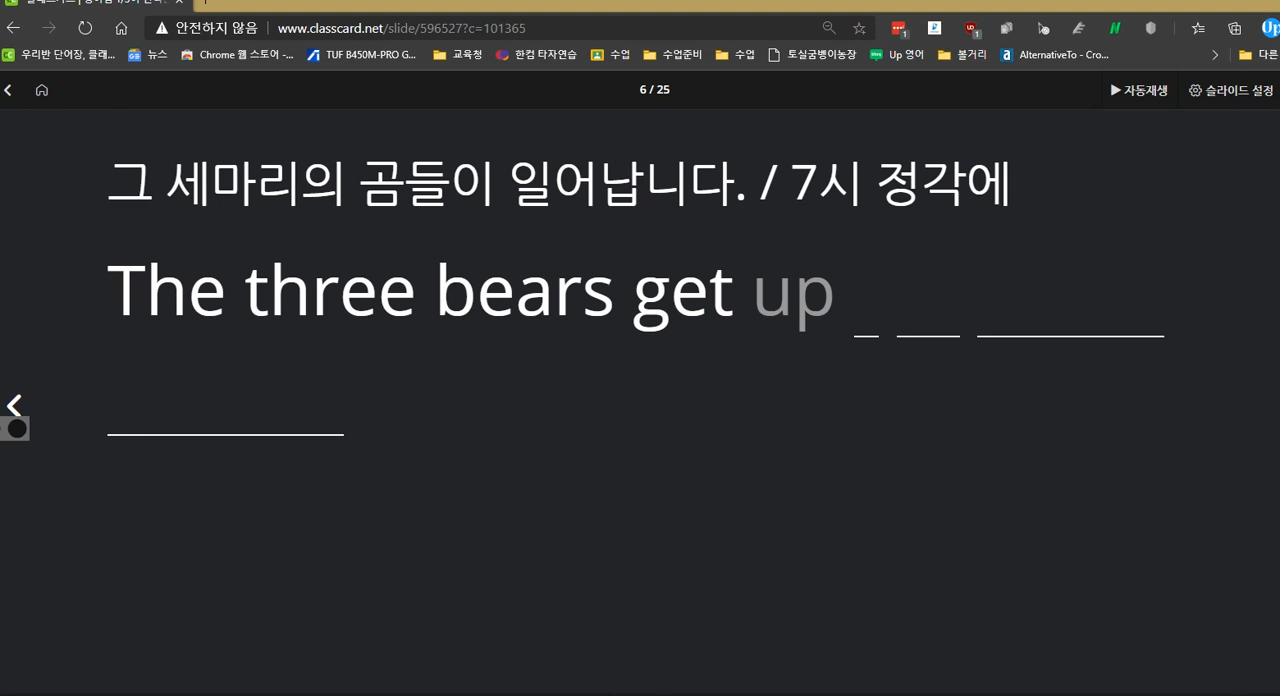 안전하지 않음 www.classcard.net/slide/596527?c=101365
우리반 단어장, 클래... 뉴스 Chrome 웹 스토어 -... TUF B450M-PRO G... 교육청 한컴 타자연습 수업 수업준비 수업 토실굼벵이농장 Up 영어 볼거리 AlternativeTo - Cro... 다른
6 / 25 자동재생 슬라이드 설정
그 세마리의 곰들이 일어납니다. / 7시 정각에
The three bears get up